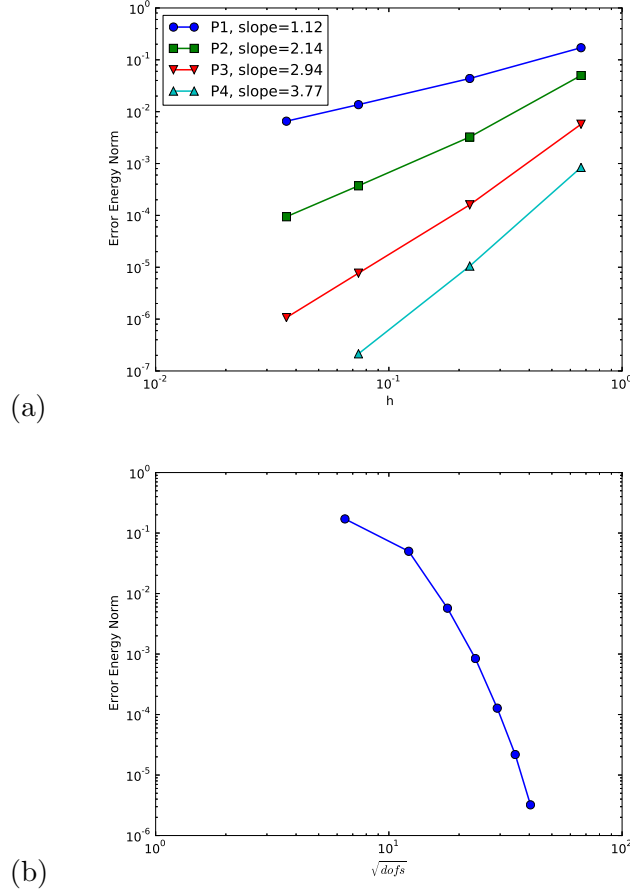 P1, slope=1.12
P2, slope=2.14
P3, slope=2.94
P4, slope=3.77
Error Energy Norm
10^0
10^-1
10^-2
10^-3
10^-4
10^-5
10^-6
10^-7
10^-2
10^-1
10^0
h
(a)
Error Energy Norm
10^0
10^-1
10^-2
10^-3
10^-4
10^-5
10^-6
10^0
10^1
10^2
√dofs
(b)